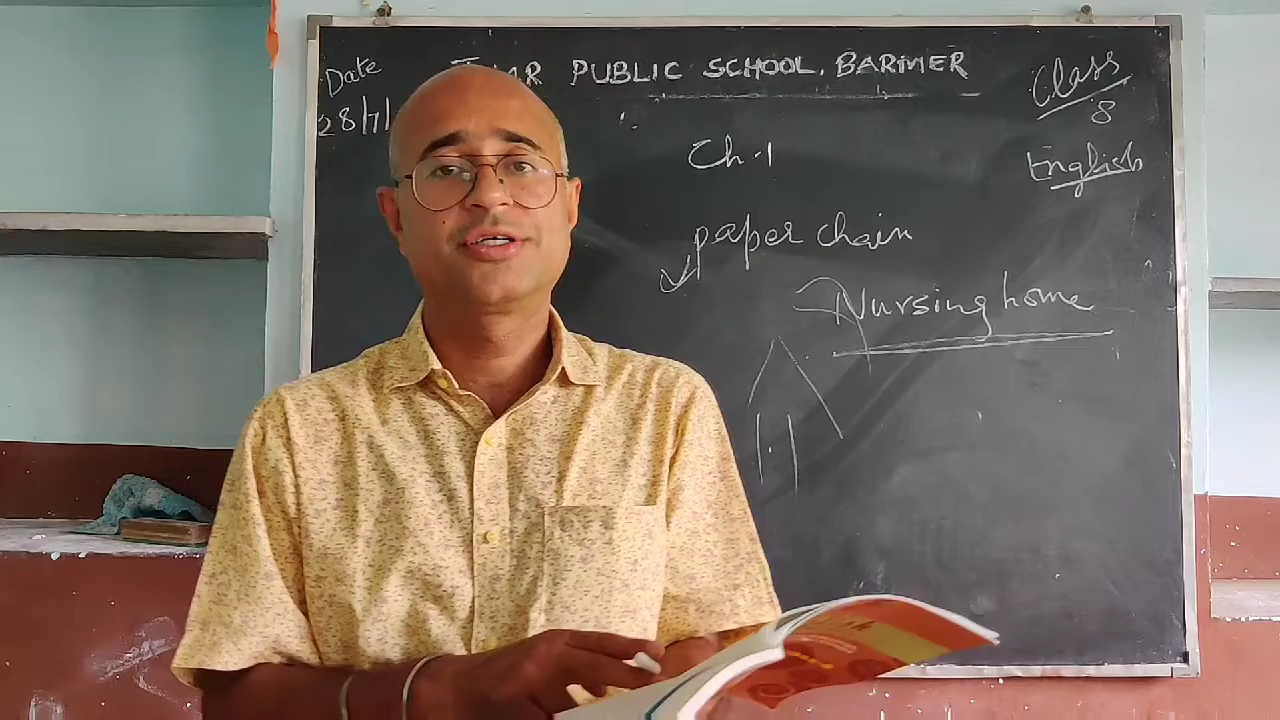 Date
28/7/
PUBLIC SCHOOL, BARMER
Class
8
English
Ch.1
paper chain
Nursing home